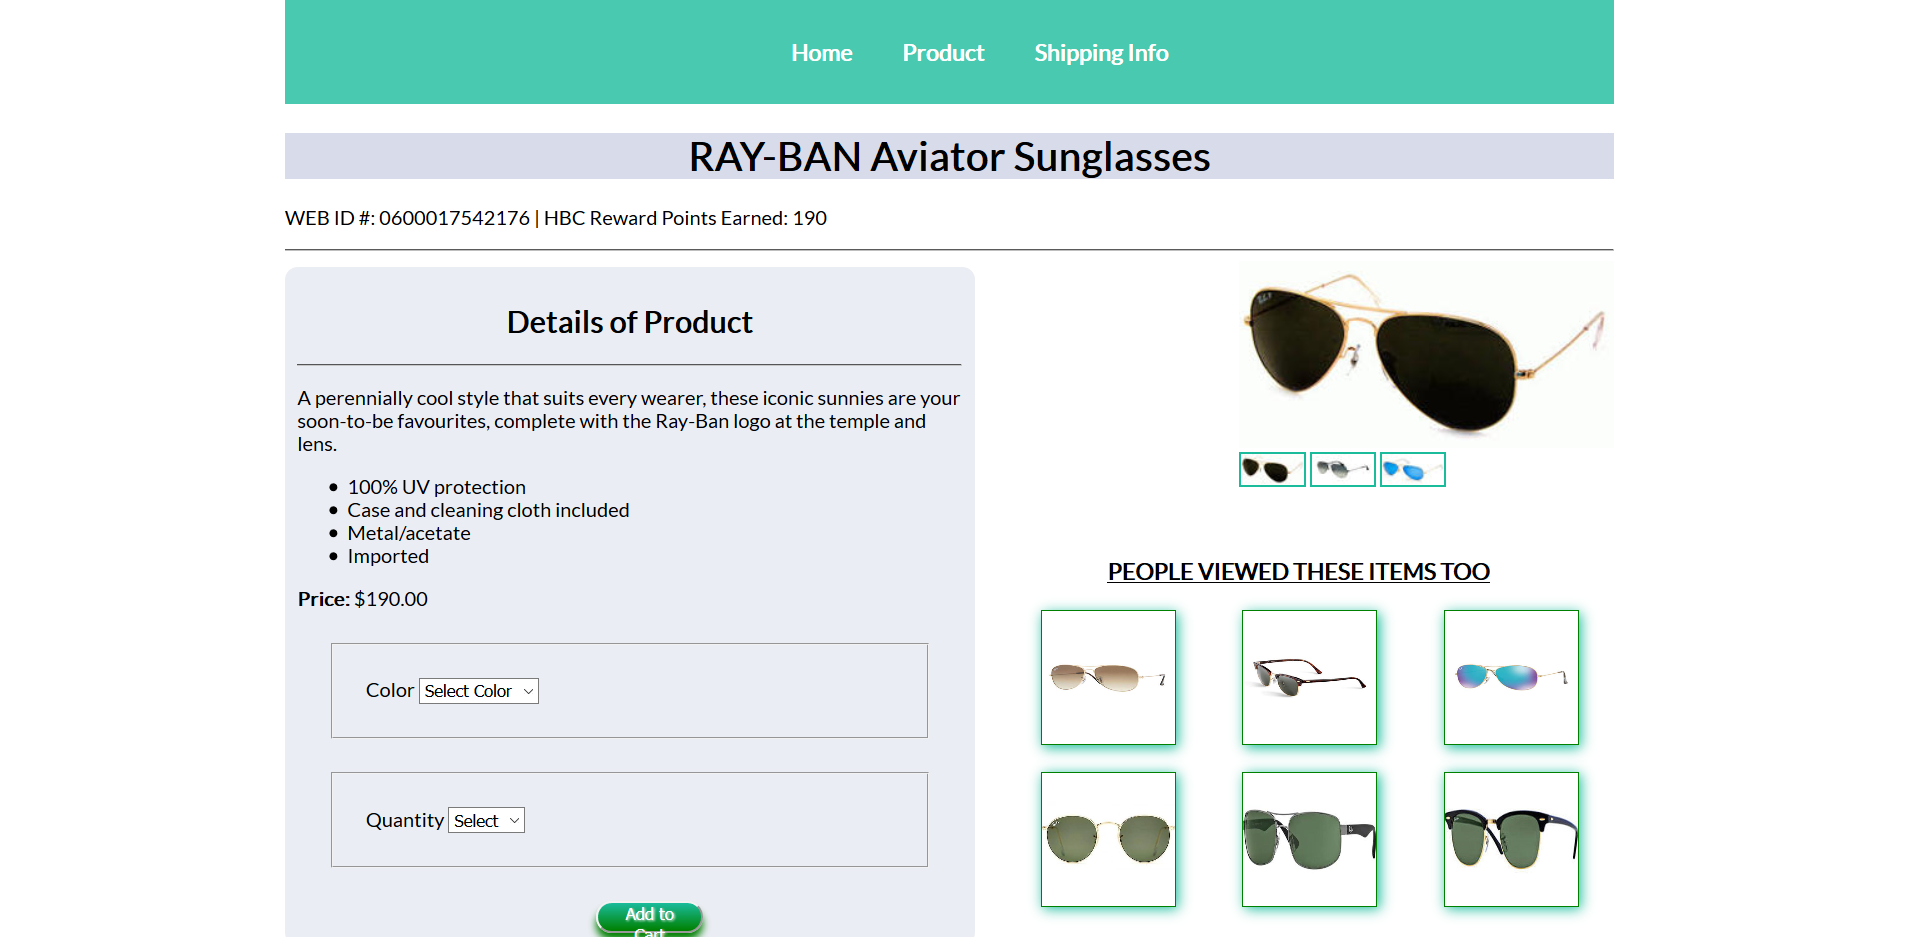 Home Product Shipping Info
RAY-BAN Aviator Sunglasses
WEB ID #: 0600017542176 | HBC Reward Points Earned: 190
Details of Product
A perennially cool style that suits every wearer, these iconic sunnies are your
soon-to-be favourites, complete with the Ray-Ban logo at the temple and
lens.
100% UV protection
Case and cleaning cloth included
Metal/acetate
Imported
Price: $190.00
Color Select Color
Quantity Select
Add to
Cart
PEOPLE VIEWED THESE ITEMS TOO